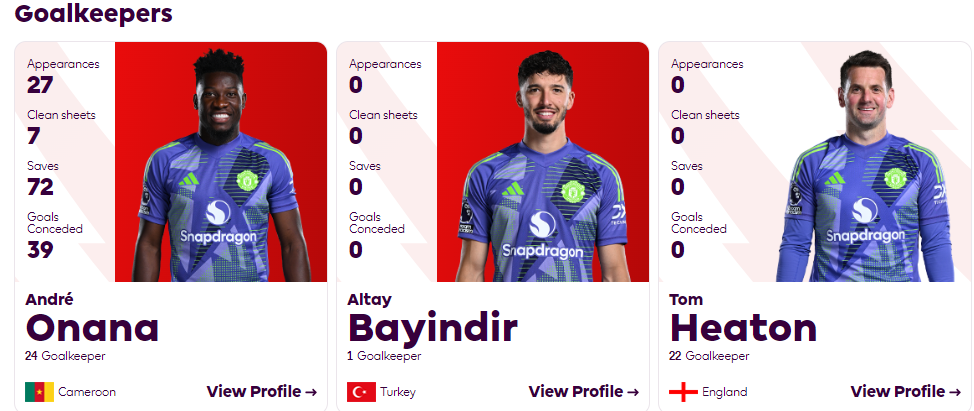 Goalkeepers
Appearances
27
Clean sheets
7
Saves
72
Goals
Conceded
39
Snapdragon
André
Onana
24 Goalkeeper
Cameroon
View Profile →
Appearances
0
Clean sheets
0
Saves
0
Goals
Conceded
0
Snapdragon
Altay
Bayindir
1 Goalkeeper
Turkey
View Profile →
Appearances
0
Clean sheets
0
Saves
0
Goals
Conceded
0
Snapdragon
Tom
Heaton
22 Goalkeeper
England
View Profile →